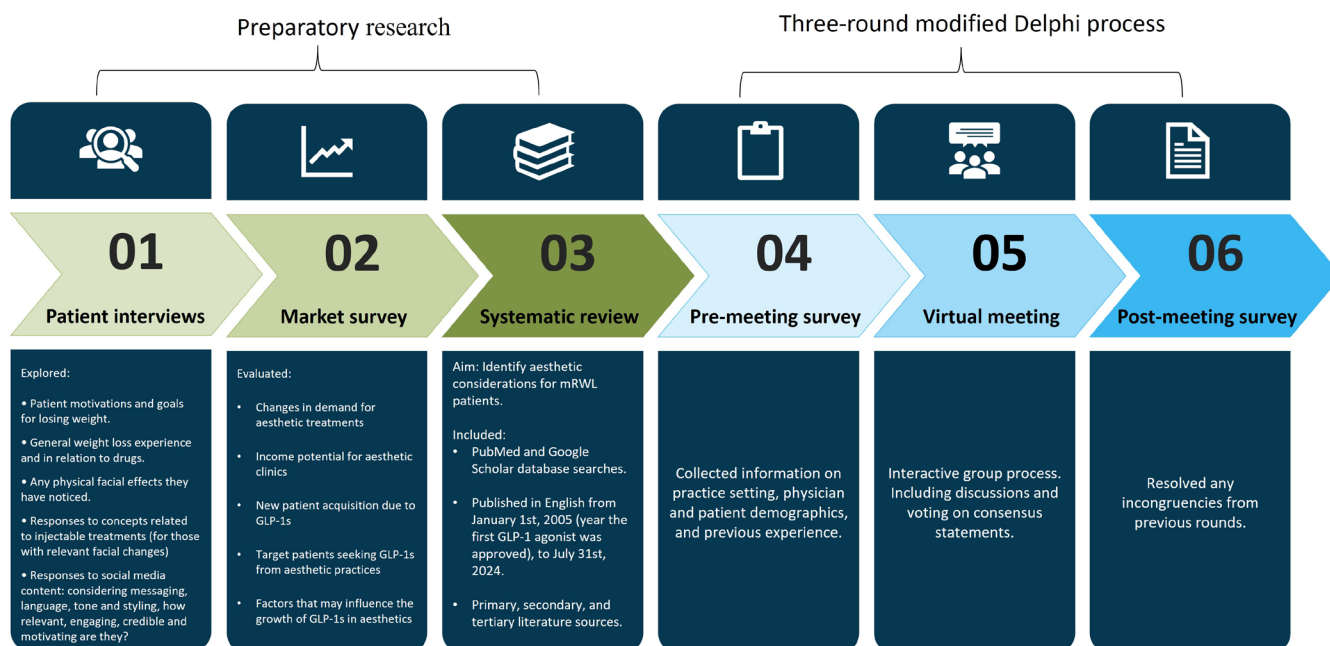 Preparatory research
Three-round modified Delphi process
01
Patient interviews
02
Market survey
03
Systematic review
04
Pre-meeting survey
05
Virtual meeting
06
Post-meeting survey
Explored:
• Patient motivations and goals
for losing weight.
• General weight loss experience
and in relation to drugs.
• Any physical facial effects they
have noticed.
• Responses to concepts related
to injectable treatments (for those
with relevant facial changes)
• Responses to social media
content: considering messaging,
language, tone and styling, how
relevant, engaging, credible and
motivating are they?
Evaluated:
• Changes in demand for
aesthetic treatments
• Income potential for aesthetic
clinics
• New patient acquisition due to
GLP-1s
• Target patients seeking GLP-1s
from aesthetic practices
• Factors that may influence the
growth of GLP-1s in aesthetics
Aim: Identify aesthetic
considerations for mRWL
patients.
Included:
• PubMed and Google
Scholar database searches.
• Published in English from
January 1st, 2005 (year the
first GLP-1 agonist was
approved), to July 31st,
2024.
• Primary, secondary, and
tertiary literature sources.
Collected information on
practice setting, physician
and patient demographics,
and previous experience.
Interactive group process.
Including discussions and
voting on consensus
statements.
Resolved any
incongruencies from
previous rounds.